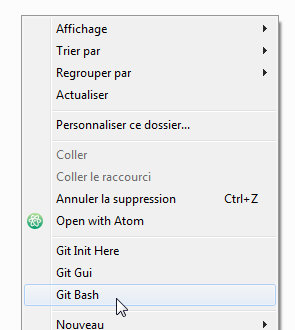 Affichage
Trier par
Regrouper par
Actualiser
Personnaliser ce dossier...
Coller
Coller le raccourci
Annuler la suppression Ctrl+Z
Open with Atom
Git Init Here
Git Gui
Git Bash
Nouveau